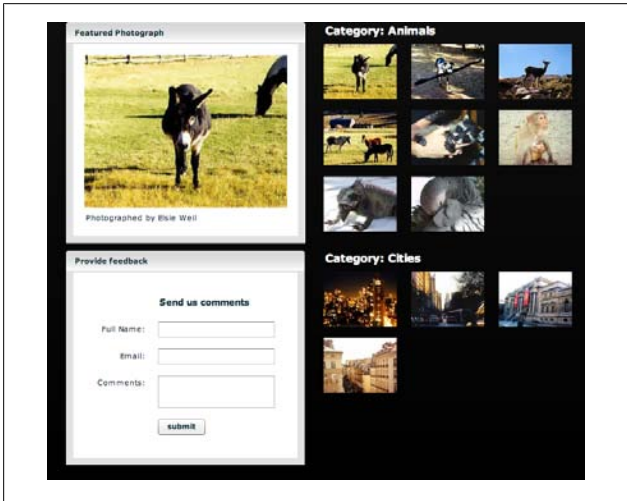 Featured Photograph
Photographed by Elsie Weil
Provide feedback
Send us comments
Full Name:
Email:
Comments:
submit
Category: Animals
Category: Cities